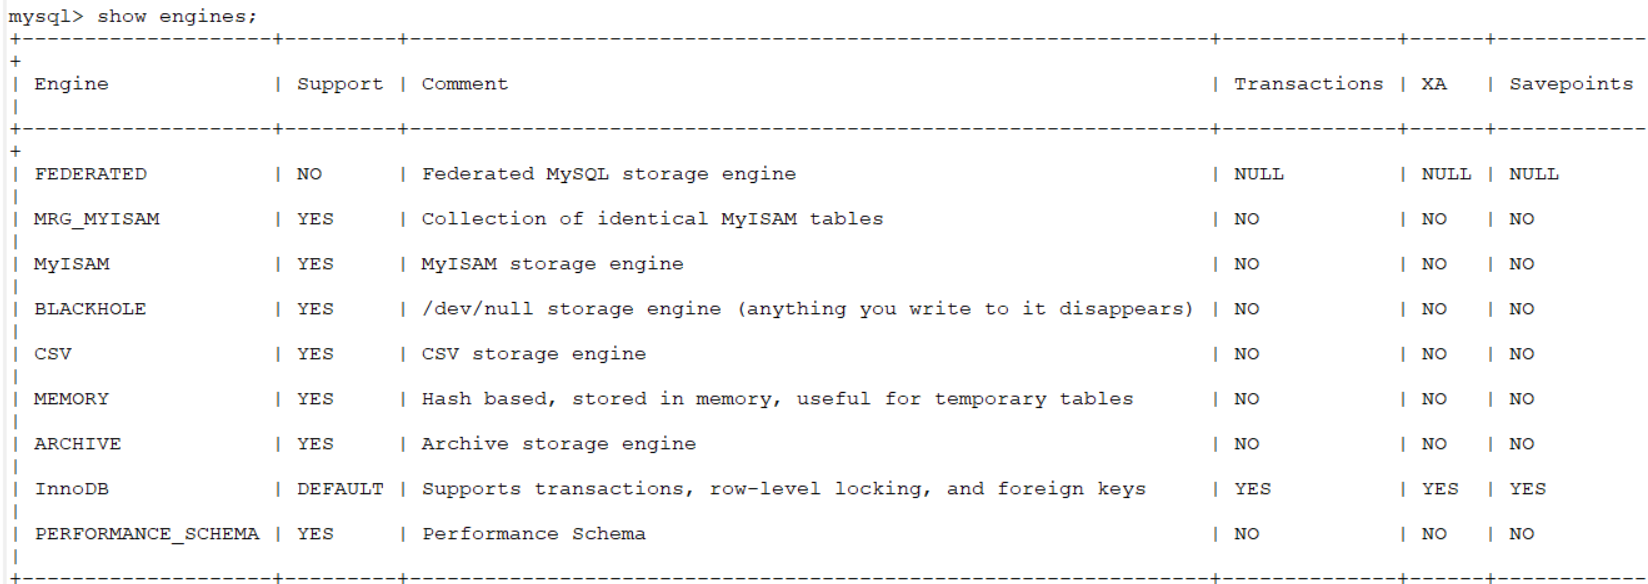 mysql> show engines;
+--------------------+---------+----------------------------------------------------------------+--------------+------+------------
+
| Engine             | Support | Comment                                                        | Transactions | XA   | Savepoints
|
+--------------------+---------+----------------------------------------------------------------+--------------+------+------------
+
| FEDERATED          | NO      | Federated MySQL storage engine                                 | NULL         | NULL | NULL
|
| MRG_MYISAM         | YES     | Collection of identical MyISAM tables                          | NO           | NO   | NO
|
| MyISAM             | YES     | MyISAM storage engine                                          | NO           | NO   | NO
|
| BLACKHOLE          | YES     | /dev/null storage engine (anything you write to it disappears) | NO           | NO   | NO
|
| CSV                | YES     | CSV storage engine                                             | NO           | NO   | NO
|
| MEMORY             | YES     | Hash based, stored in memory, useful for temporary tables      | NO           | NO   | NO
|
| ARCHIVE            | YES     | Archive storage engine                                         | NO           | NO   | NO
|
| InnoDB             | DEFAULT | Supports transactions, row-level locking, and foreign keys     | YES          | YES  | YES
|
| PERFORMANCE_SCHEMA | YES     | Performance Schema                                             | NO           | NO   | NO
|
+--------------------+---------+----------------------------------------------------------------+--------------+------+------------